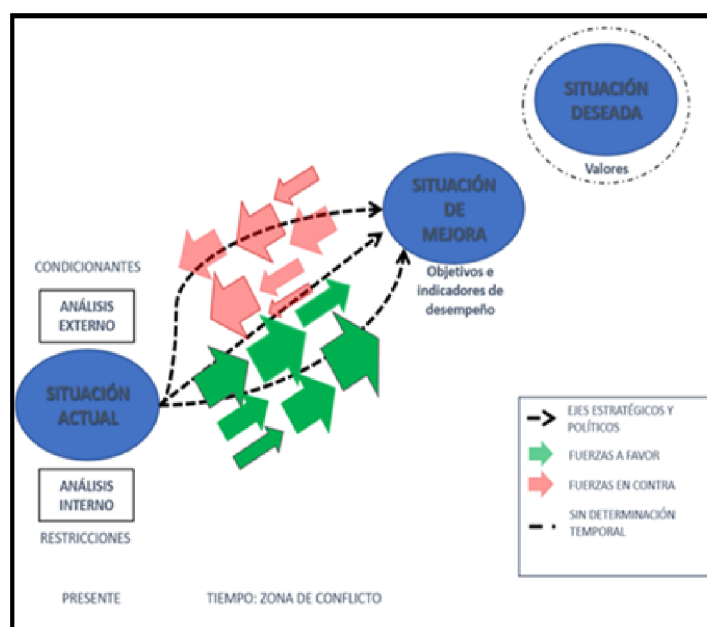 SITUACIÓN
DESEADA
Valores
SITUACIÓN
DE
MEJORA
Objetivos e
indicadores de
desempeño
CONDICIONANTES
ANÁLISIS
EXTERNO
SITUACIÓN
ACTUAL
ANÁLISIS
INTERNO
RESTRICCIONES
EJES ESTRATÉGICOS Y
POLÍTICOS
FUERZAS A FAVOR
FUERZAS EN CONTRA
SIN DETERMINACIÓN
TEMPORAL
PRESENTE
TIEMPO: ZONA DE CONFLICTO